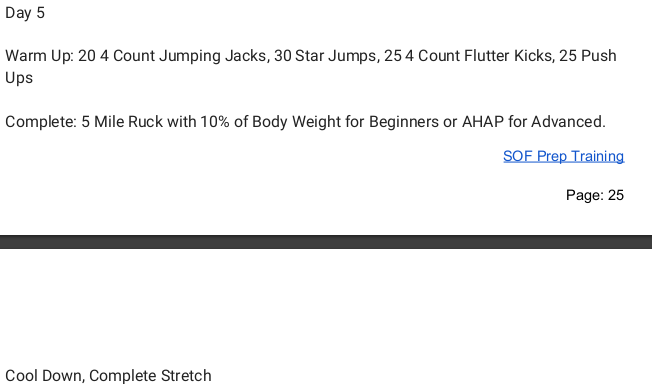 Day 5
Warm Up: 20 4 Count Jumping Jacks, 30 Star Jumps, 25 4 Count Flutter Kicks, 25 Push
Ups
Complete: 5 Mile Ruck with 10% of Body Weight for Beginners or AHAP for Advanced.
SOF Prep Training
Page: 25
Cool Down, Complete Stretch